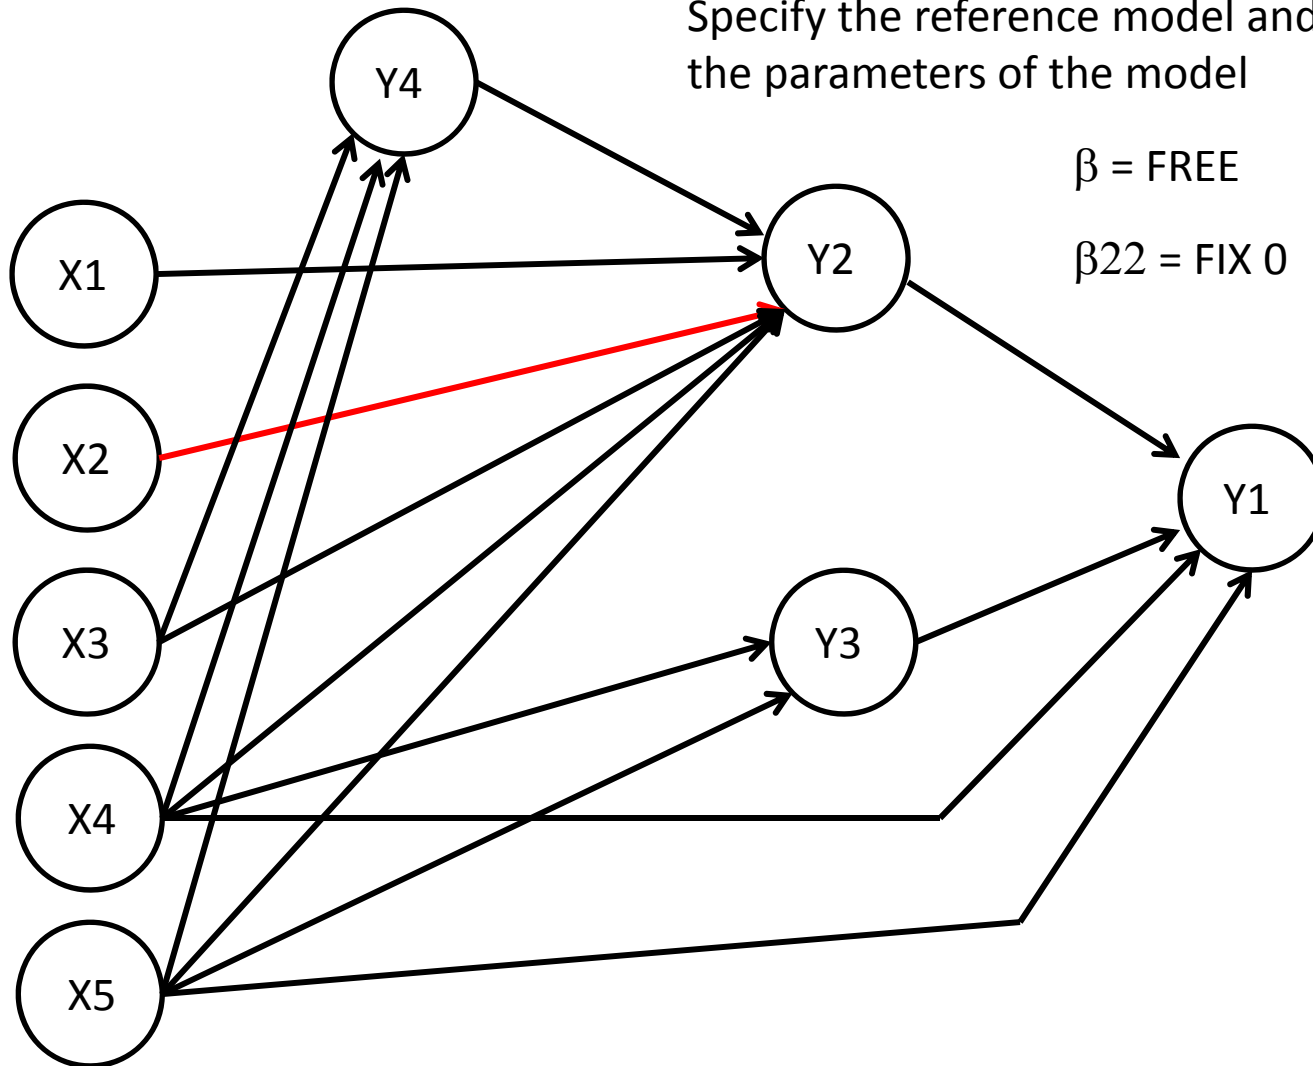 Specify the reference model and
the parameters of the model
Y4
β = FREE
X1
Y2
β22 = FIX 0
X2
Y1
X3
Y3
X4
X5